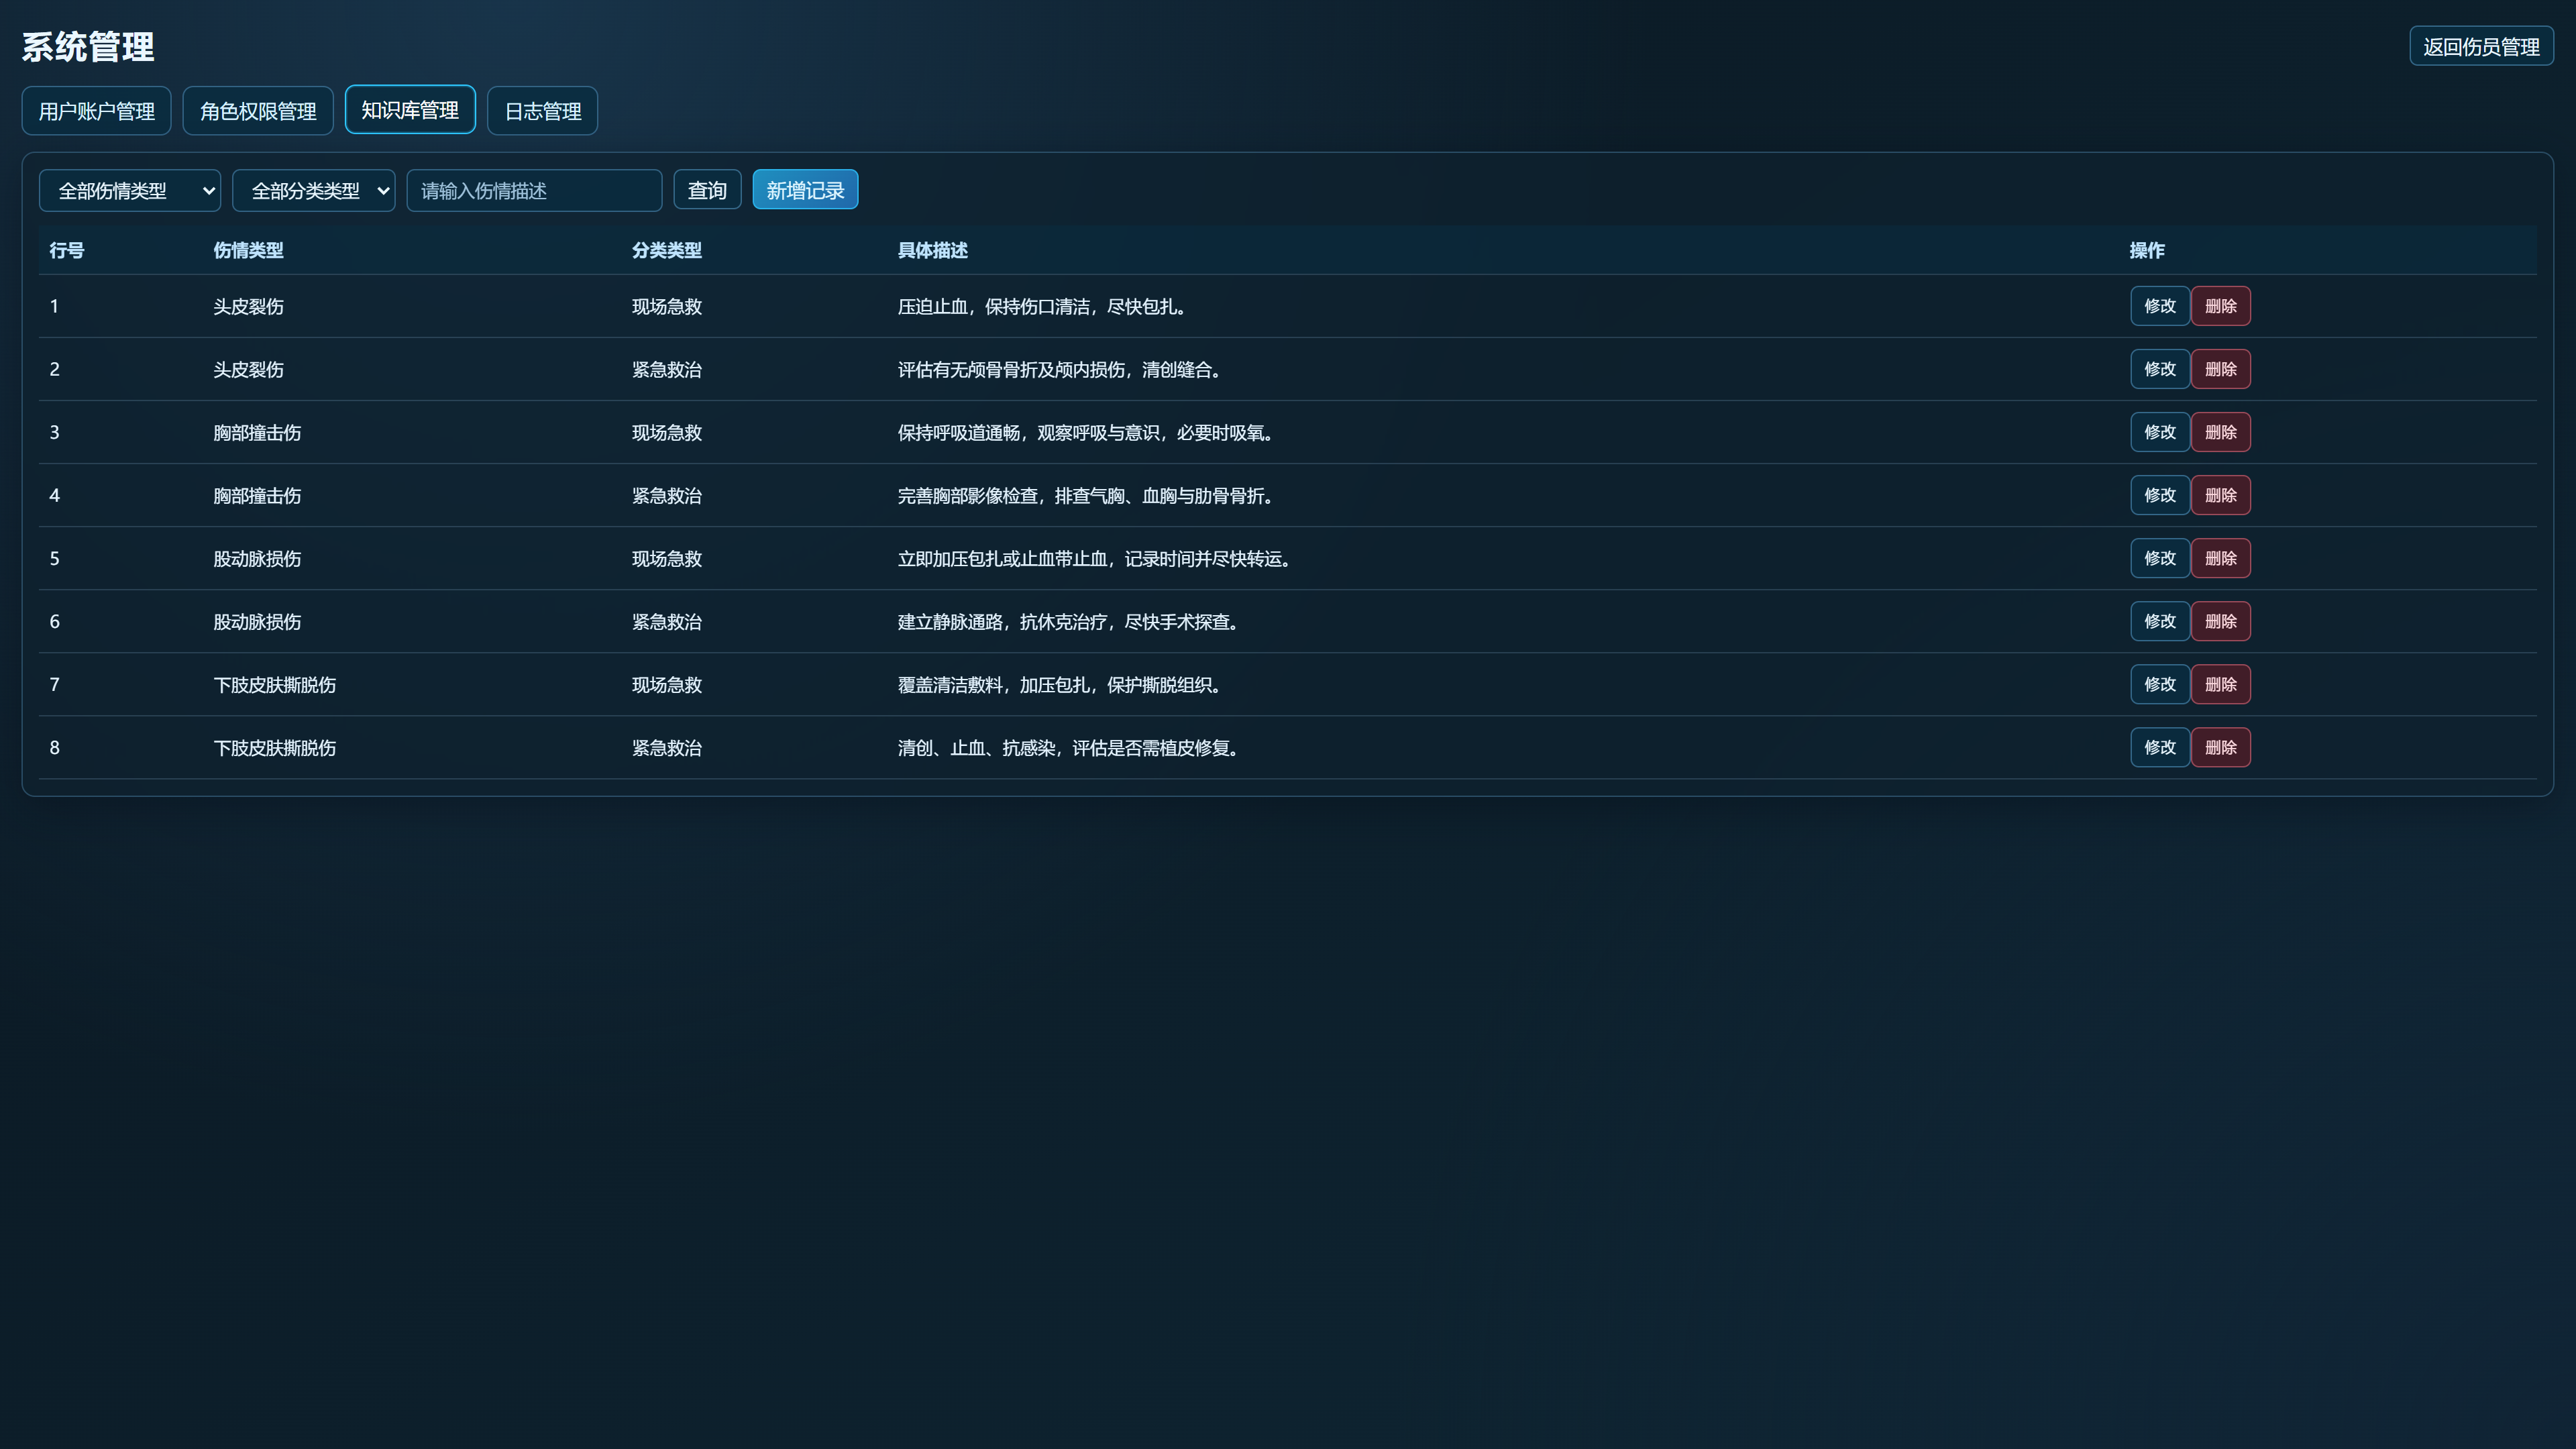 系统管理
返回伤员管理
用户账户管理 角色权限管理 知识库管理 日志管理
全部伤情类型 全部分类类型 请输入伤情描述 查询 新增记录
行号 伤情类型 分类类型 具体描述 操作
1 头皮裂伤 现场急救 压迫止血，保持伤口清洁，尽快包扎。 修改 删除
2 头皮裂伤 紧急救治 评估有无颅骨骨折及颅内损伤，清创缝合。 修改 删除
3 胸部撞击伤 现场急救 保持呼吸道通畅，观察呼吸与意识，必要时吸氧。 修改 删除
4 胸部撞击伤 紧急救治 完善胸部影像检查，排查气胸、血胸与肋骨骨折。 修改 删除
5 股动脉损伤 现场急救 立即加压包扎或止血带止血，记录时间并尽快转运。 修改 删除
6 股动脉损伤 紧急救治 建立静脉通路，抗休克治疗，尽快手术探查。 修改 删除
7 下肢皮肤撕脱伤 现场急救 覆盖清洁敷料，加压包扎，保护撕脱组织。 修改 删除
8 下肢皮肤撕脱伤 紧急救治 清创、止血、抗感染，评估是否需植皮修复。 修改 删除